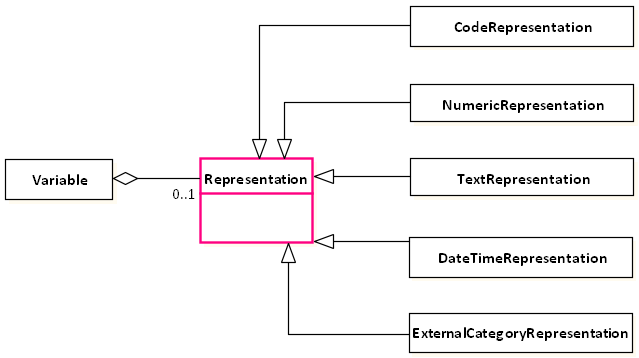 CodeRepresentation
NumericRepresentation
Variable
0..1
Representation
TextRepresentation
DateTimeRepresentation
ExternalCategoryRepresentation